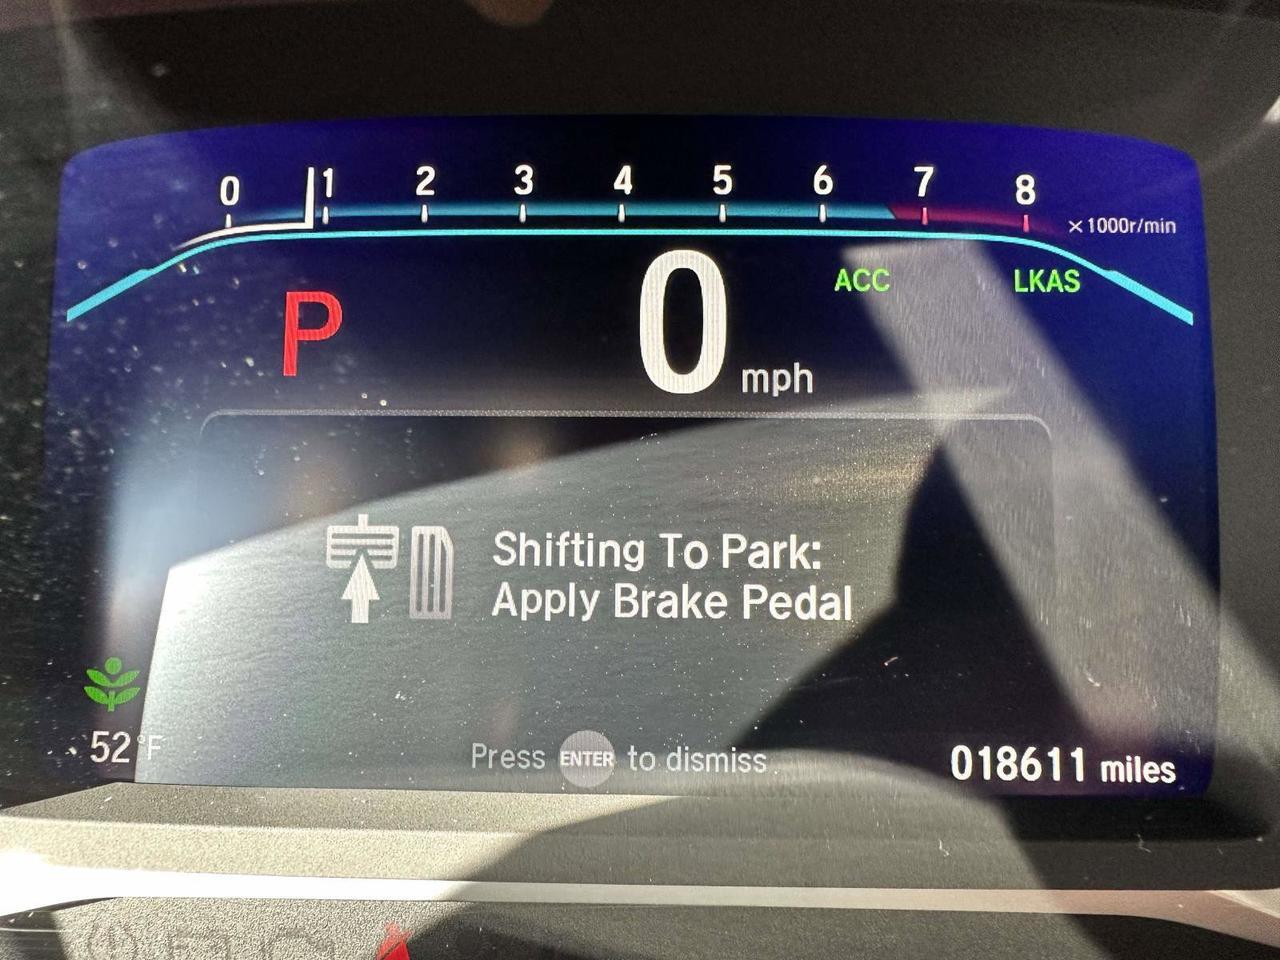 0 1 2 3 4 5 6 7 8
×1000r/min
P 0 mph ACC LKAS
Shifting To Park:
Apply Brake Pedal
52°F
Press ENTER to dismiss
018611 miles